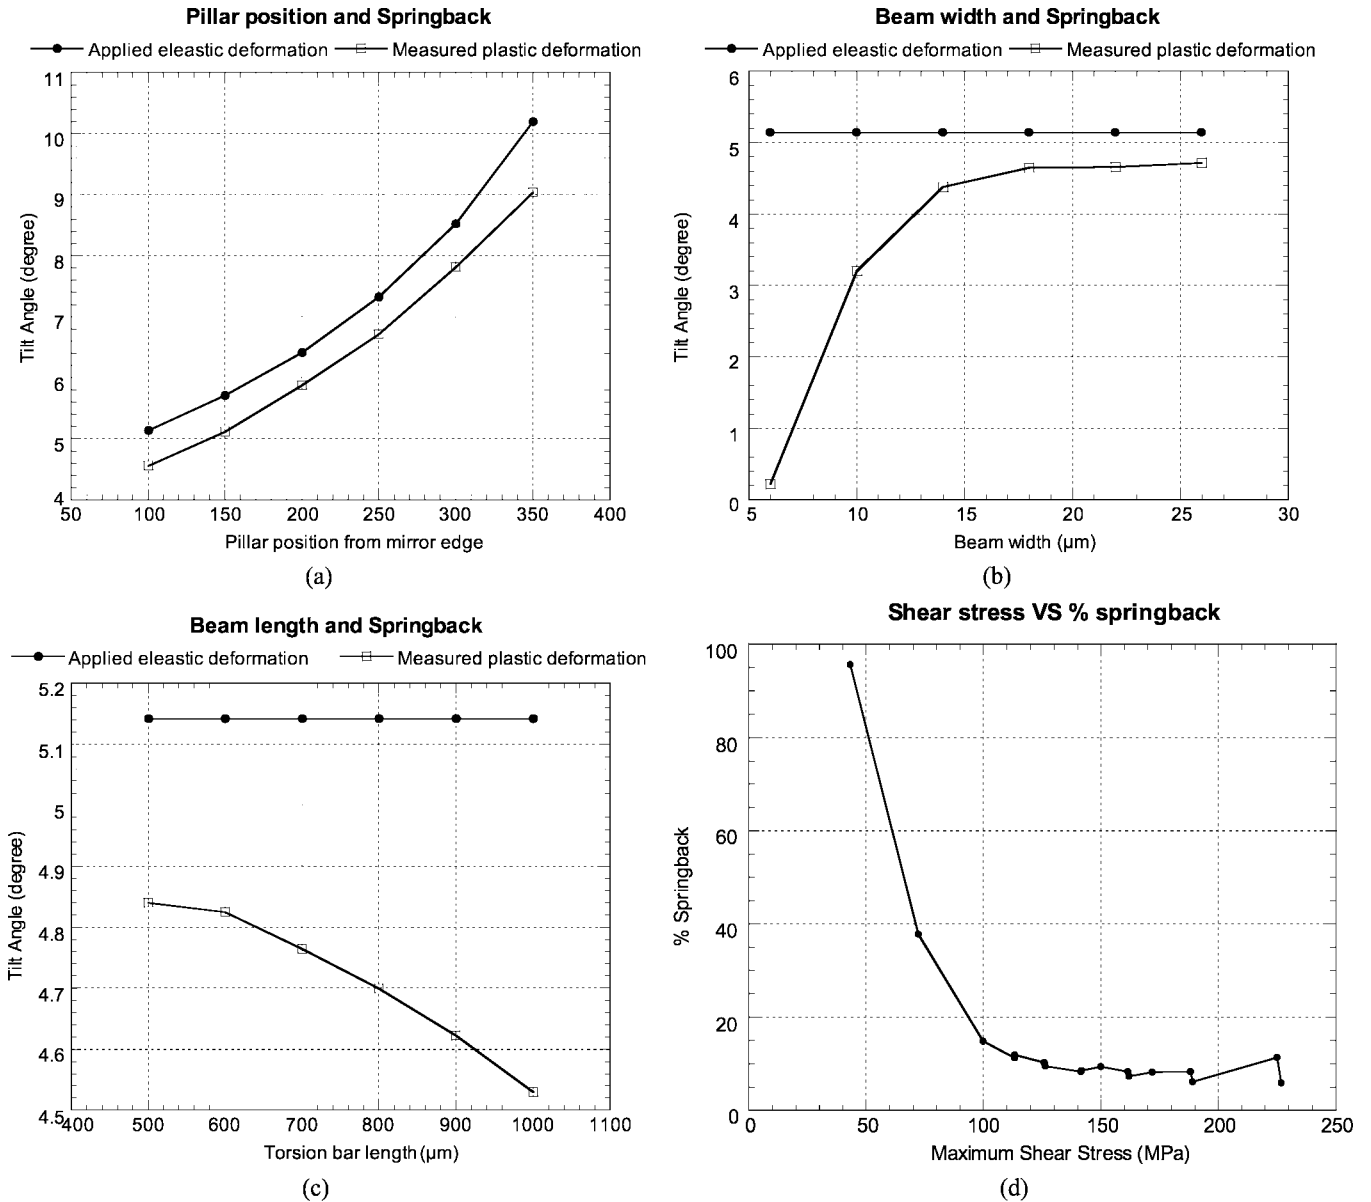 Pillar position and Springback
Applied eleastic deformation
Measured plastic deformation
11
10
9
8
7
6
5
4
Tilt Angle (degree)
50 100 150 200 250 300 350 400
Pillar position from mirror edge
(a)
Beam width and Springback
Applied eleastic deformation
Measured plastic deformation
6
5
4
3
2
1
0
Tilt Angle (degree)
5 10 15 20 25 30
Beam width (µm)
(b)
Beam length and Springback
Applied eleastic deformation
Measured plastic deformation
5.2
5.1
5
4.9
4.8
4.7
4.6
4.5
Tilt Angle (degree)
400 500 600 700 800 900 1000 1100
Torsion bar length (µm)
(c)
Shear stress VS % springback
100
80
60
40
20
0
% Springback
0 50 100 150 200 250
Maximum Shear Stress (MPa)
(d)